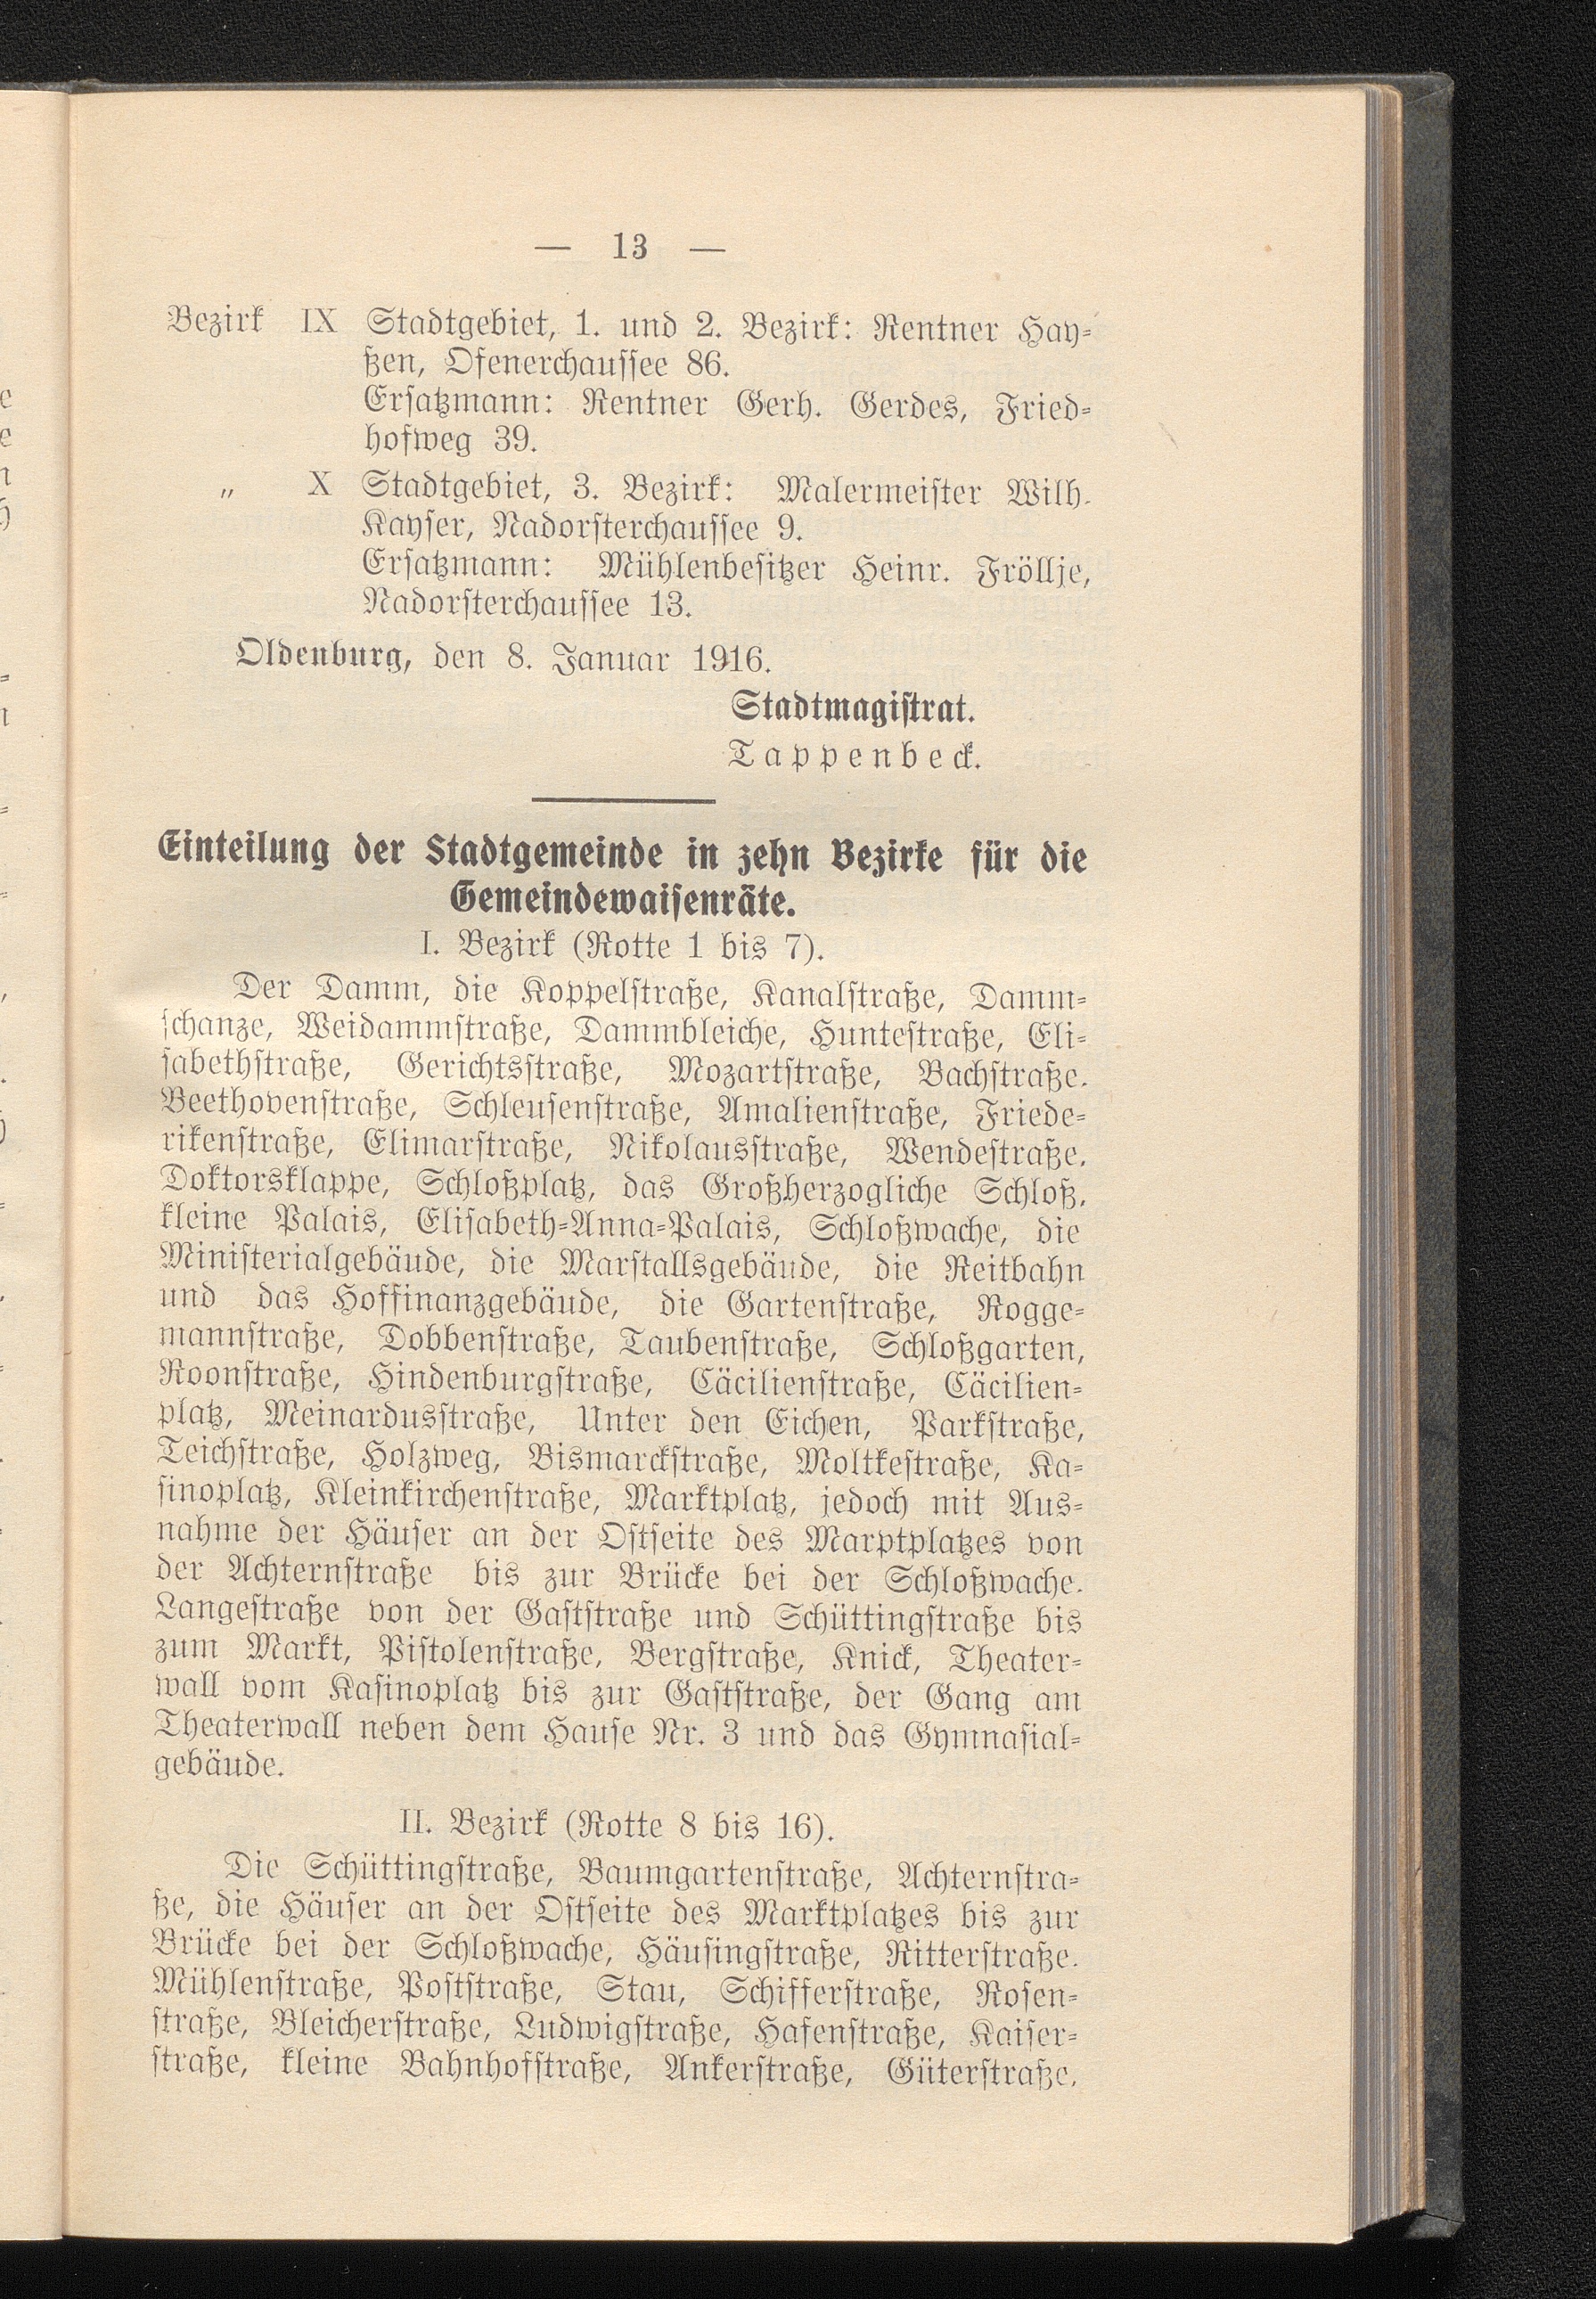 — 13 —
Bezirk IX Stadtgebiet, 1. und 2. Bezirk: Rentner Hay-
ßen, Ofenerchaussee 86.
Ersatzmann: Rentner Gerh. Gerdes, Fried-
hofweg 39.
„ X Stadtgebiet, 3. Bezirk: Malermeister Wilh.
Kayser, Nadorsterchaussee 9.
Ersatzmann: Mühlenbesitzer Heinr. Fröllje,
Nadorsterchaussee 13.
Oldenburg, den 8. Januar 1916.
Stadtmagistrat.
Tappenbeck.
Einteilung der Stadtgemeinde in zehn Bezirke für die
Gemeindewaisenräte.
I. Bezirk (Rotte 1 bis 7).
Der Damm, die Koppelstraße, Kanalstraße, Damm-
schanze, Weidammstraße, Dammbleiche, Huntestraße, Eli-
sabethstraße, Gerichtsstraße, Mozartstraße, Bachstraße.
Beethovenstraße, Schleusenstraße, Amalienstraße, Friede-
rikenstraße, Elimarstraße, Nikolausstraße, Wendestraße.
Doktorsklappe, Schloßplatz, das Großherzogliche Schloß,
kleine Palais, Elisabeth-Anna-Palais, Schloßwache, die
Ministerialgebäude, die Marstallsgebäude, die Reitbahn
und das Hoffinanzgebäude, die Gartenstraße, Rogge-
mannstraße, Dobbenstraße, Taubenstraße, Schloßgarten,
Roonstraße, Hindenburgstraße, Cäcilienstraße, Cäcilien-
platz, Meinardusstraße, Unter den Eichen, Parkstraße,
Teichstraße, Holzweg, Bismarckstraße, Moltkestraße, Ka-
sinoplatz, Kleinkirchenstraße, Marktplatz, jedoch mit Aus-
nahme der Häuser an der Ostseite des Marptplatzes von
der Achternstraße bis zur Brücke bei der Schloßwache.
Langestraße von der Gaststraße und Schüttingstraße bis
zum Markt, Pistolenstraße, Bergstraße, Knick, Theater-
wall vom Kasinoplatz bis zur Gaststraße, der Gang am
Theaterwall neben dem Hause Nr. 3 und das Gymnasial-
gebäude.
II. Bezirk (Rotte 8 bis 16).
Die Schüttingstraße, Baumgartenstraße, Achternstra-
ße, die Häuser an der Ostseite des Marktplatzes bis zur
Brücke bei der Schloßwache, Häusingstraße, Ritterstraße.
Mühlenstraße, Poststraße, Stau, Schifferstraße, Rosen-
straße, Bleicherstraße, Ludwigstraße, Hafenstraße, Kaiser-
straße, kleine Bahnhofstraße, Ankerstraße, Güterstraße,